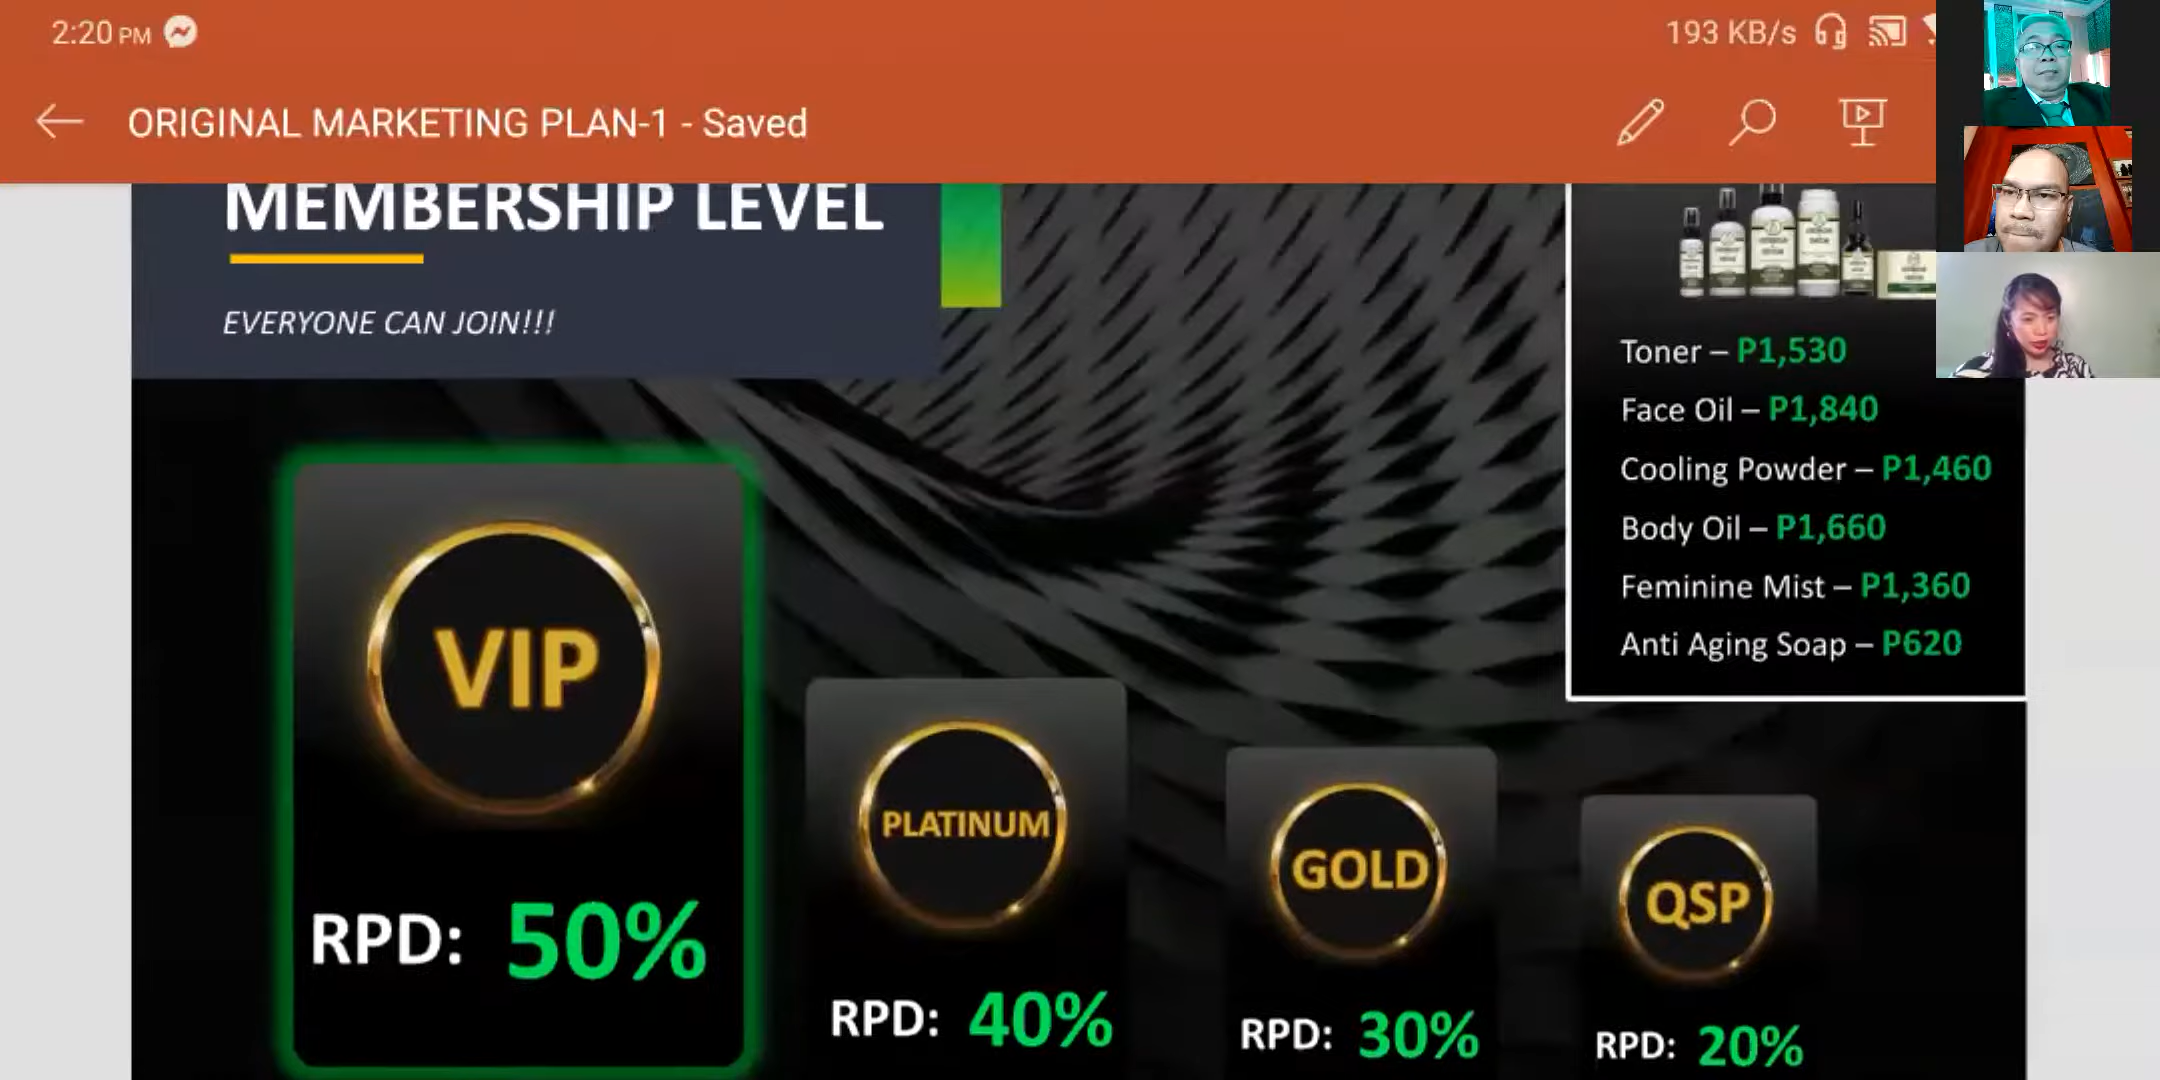 2:20 PM
193 KB/s
ORIGINAL MARKETING PLAN-1 - Saved
MEMBERSHIP LEVEL
EVERYONE CAN JOIN!!!
Toner – P1,530
Face Oil – P1,840
Cooling Powder – P1,460
Body Oil – P1,660
Feminine Mist – P1,360
Anti Aging Soap – P620
VIP
RPD: 50%
PLATINUM
RPD: 40%
GOLD
RPD: 30%
QSP
RPD: 20%